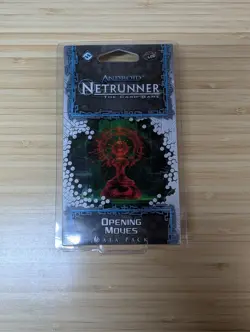 ANDROID
NETRUNNER
THE CARD GAME
OPENING
MOVES
DATA PACK